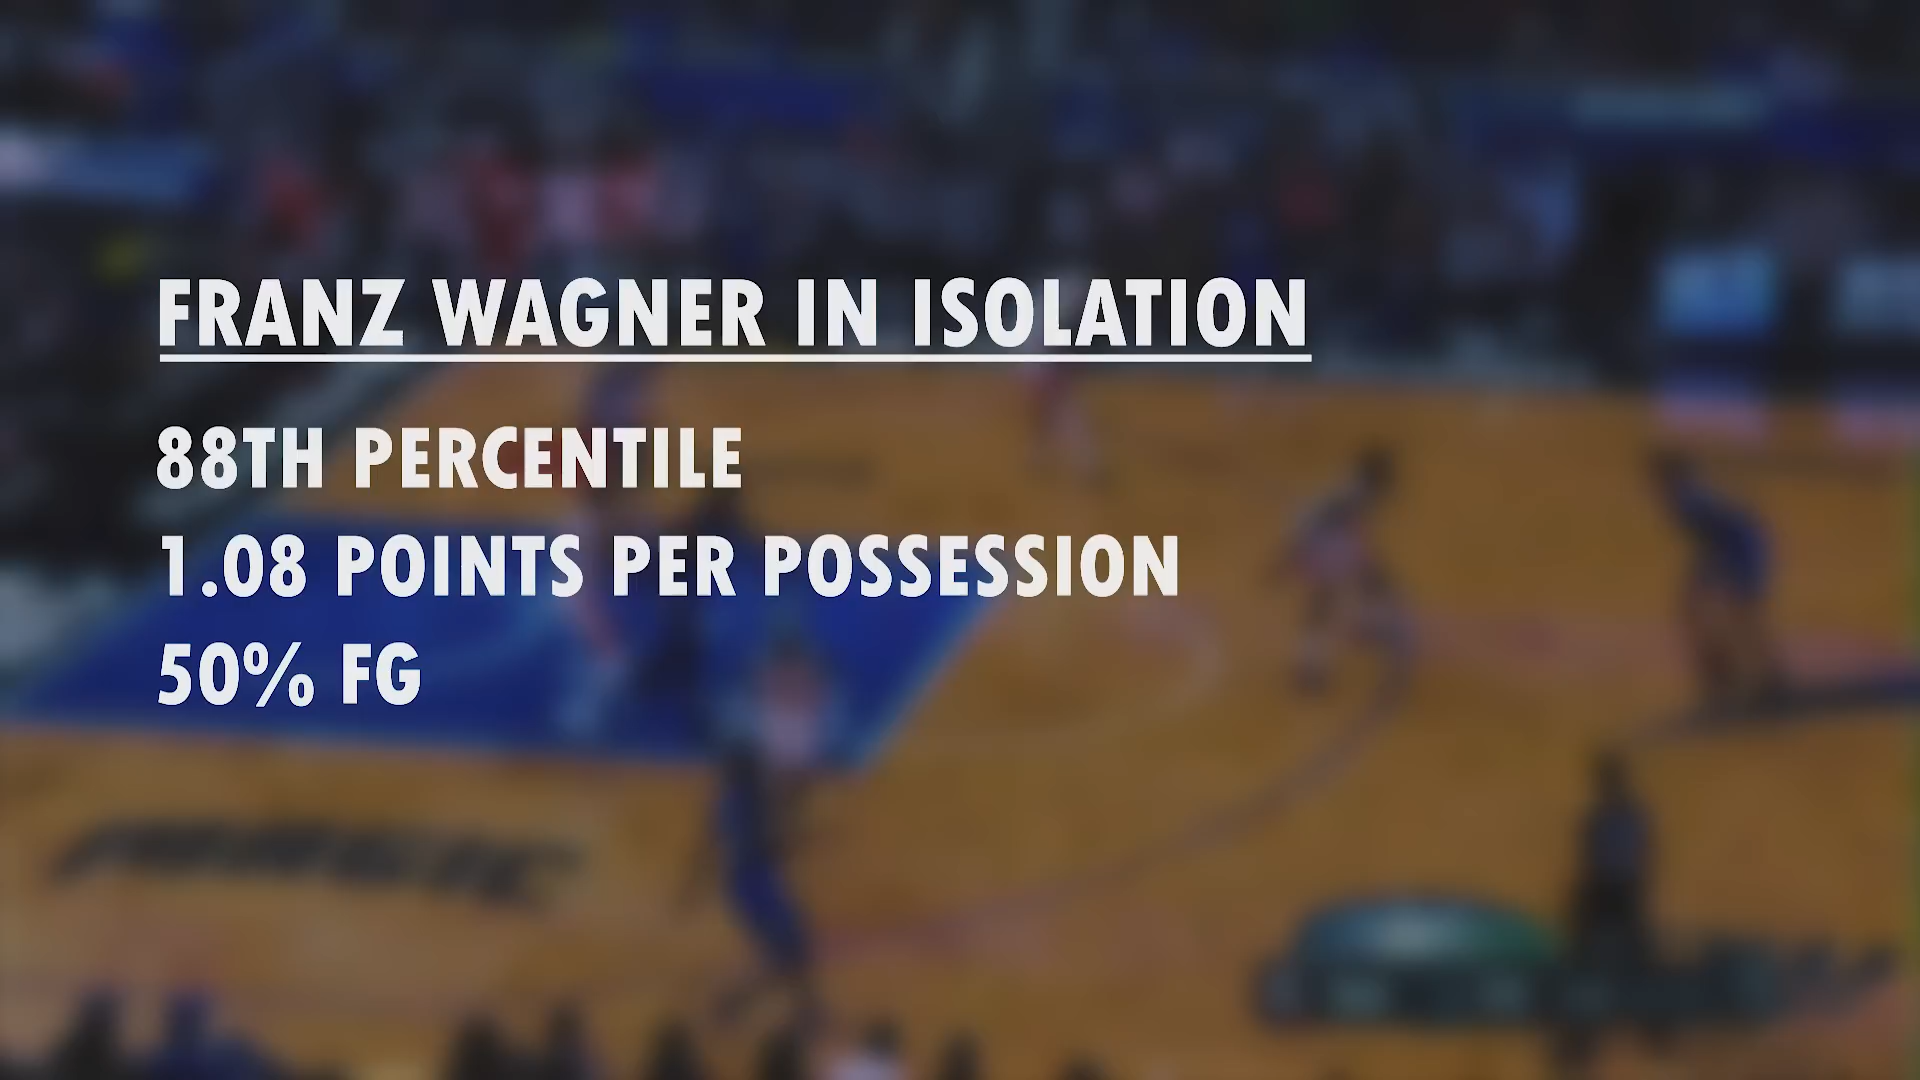 FRANZ WAGNER IN ISOLATION
88TH PERCENTILE
1.08 POINTS PER POSSESSION
50% FG